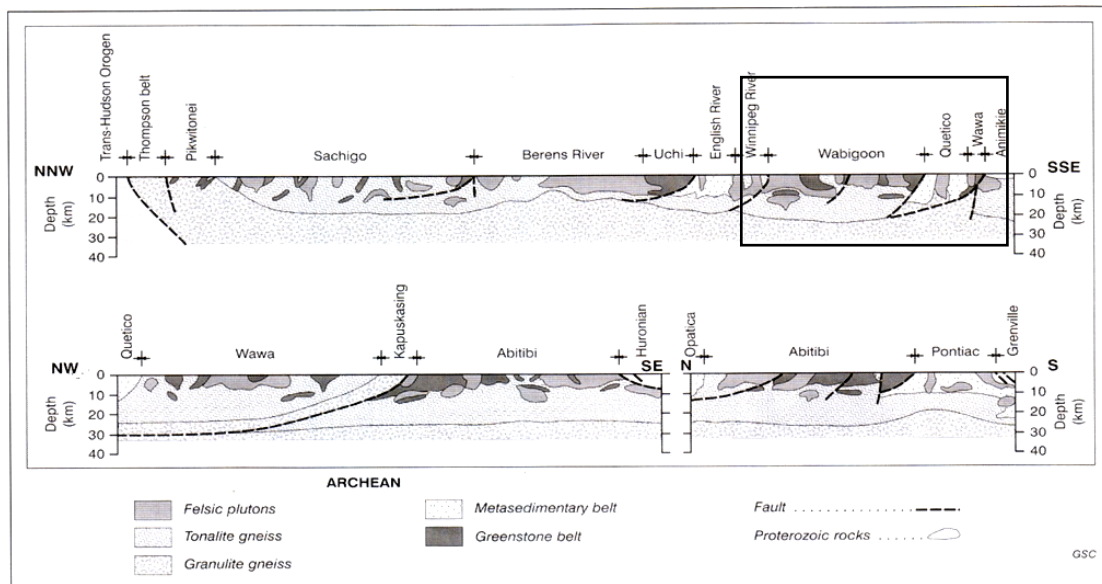 Trans-Hudson Orogen
Thompson belt
Pikwitonei
Sachigo
Berens River
Uchi
English River
Winnipeg River
Wabigoon
Quetico
Wawa
Animikie
NNW
SSE
0
10
20
30
40
Depth
(km)
0
10
20
30
40
Depth
(km)
Quetico
Wawa
Kapuskasing
Abitibi
Huronian
Opatica
Abitibi
Pontiac
Grenville
NW
SE
N
S
0
10
20
30
40
Depth
(km)
0
10
20
30
40
Depth
(km)
ARCHEAN
Felsic plutons
Tonalite gneiss
Granulite gneiss
Metasedimentary belt
Greenstone belt
Fault
Proterozoic rocks
GSC